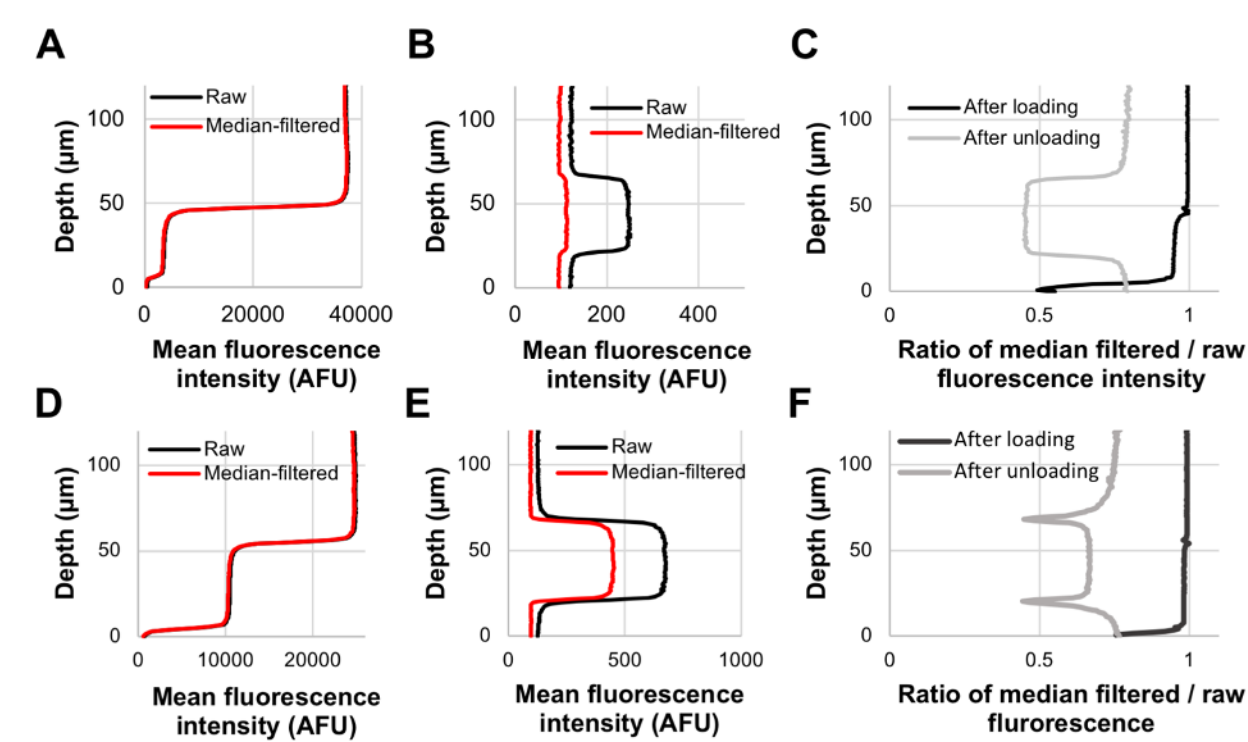 A
Raw
Median-filtered
100
50
0
Depth (μm)
0 20000 40000
Mean fluorescence
intensity (AFU)
B
Raw
Median-filtered
100
50
0
Depth (μm)
0 200 400
Mean fluorescence
intensity (AFU)
C
After loading
After unloading
100
50
0
Depth (μm)
0 0.5 1
Ratio of median filtered / raw
fluorescence intensity
D
Raw
Median-filtered
100
50
0
Depth (μm)
0 10000 20000
Mean fluorescence
intensity (AFU)
E
Raw
Median-filtered
100
50
0
Depth (μm)
0 500 1000
Mean fluorescence
intensity (AFU)
F
After loading
After unloading
100
50
0
Depth (μm)
0 0.5 1
Ratio of median filtered / raw
flurorescence